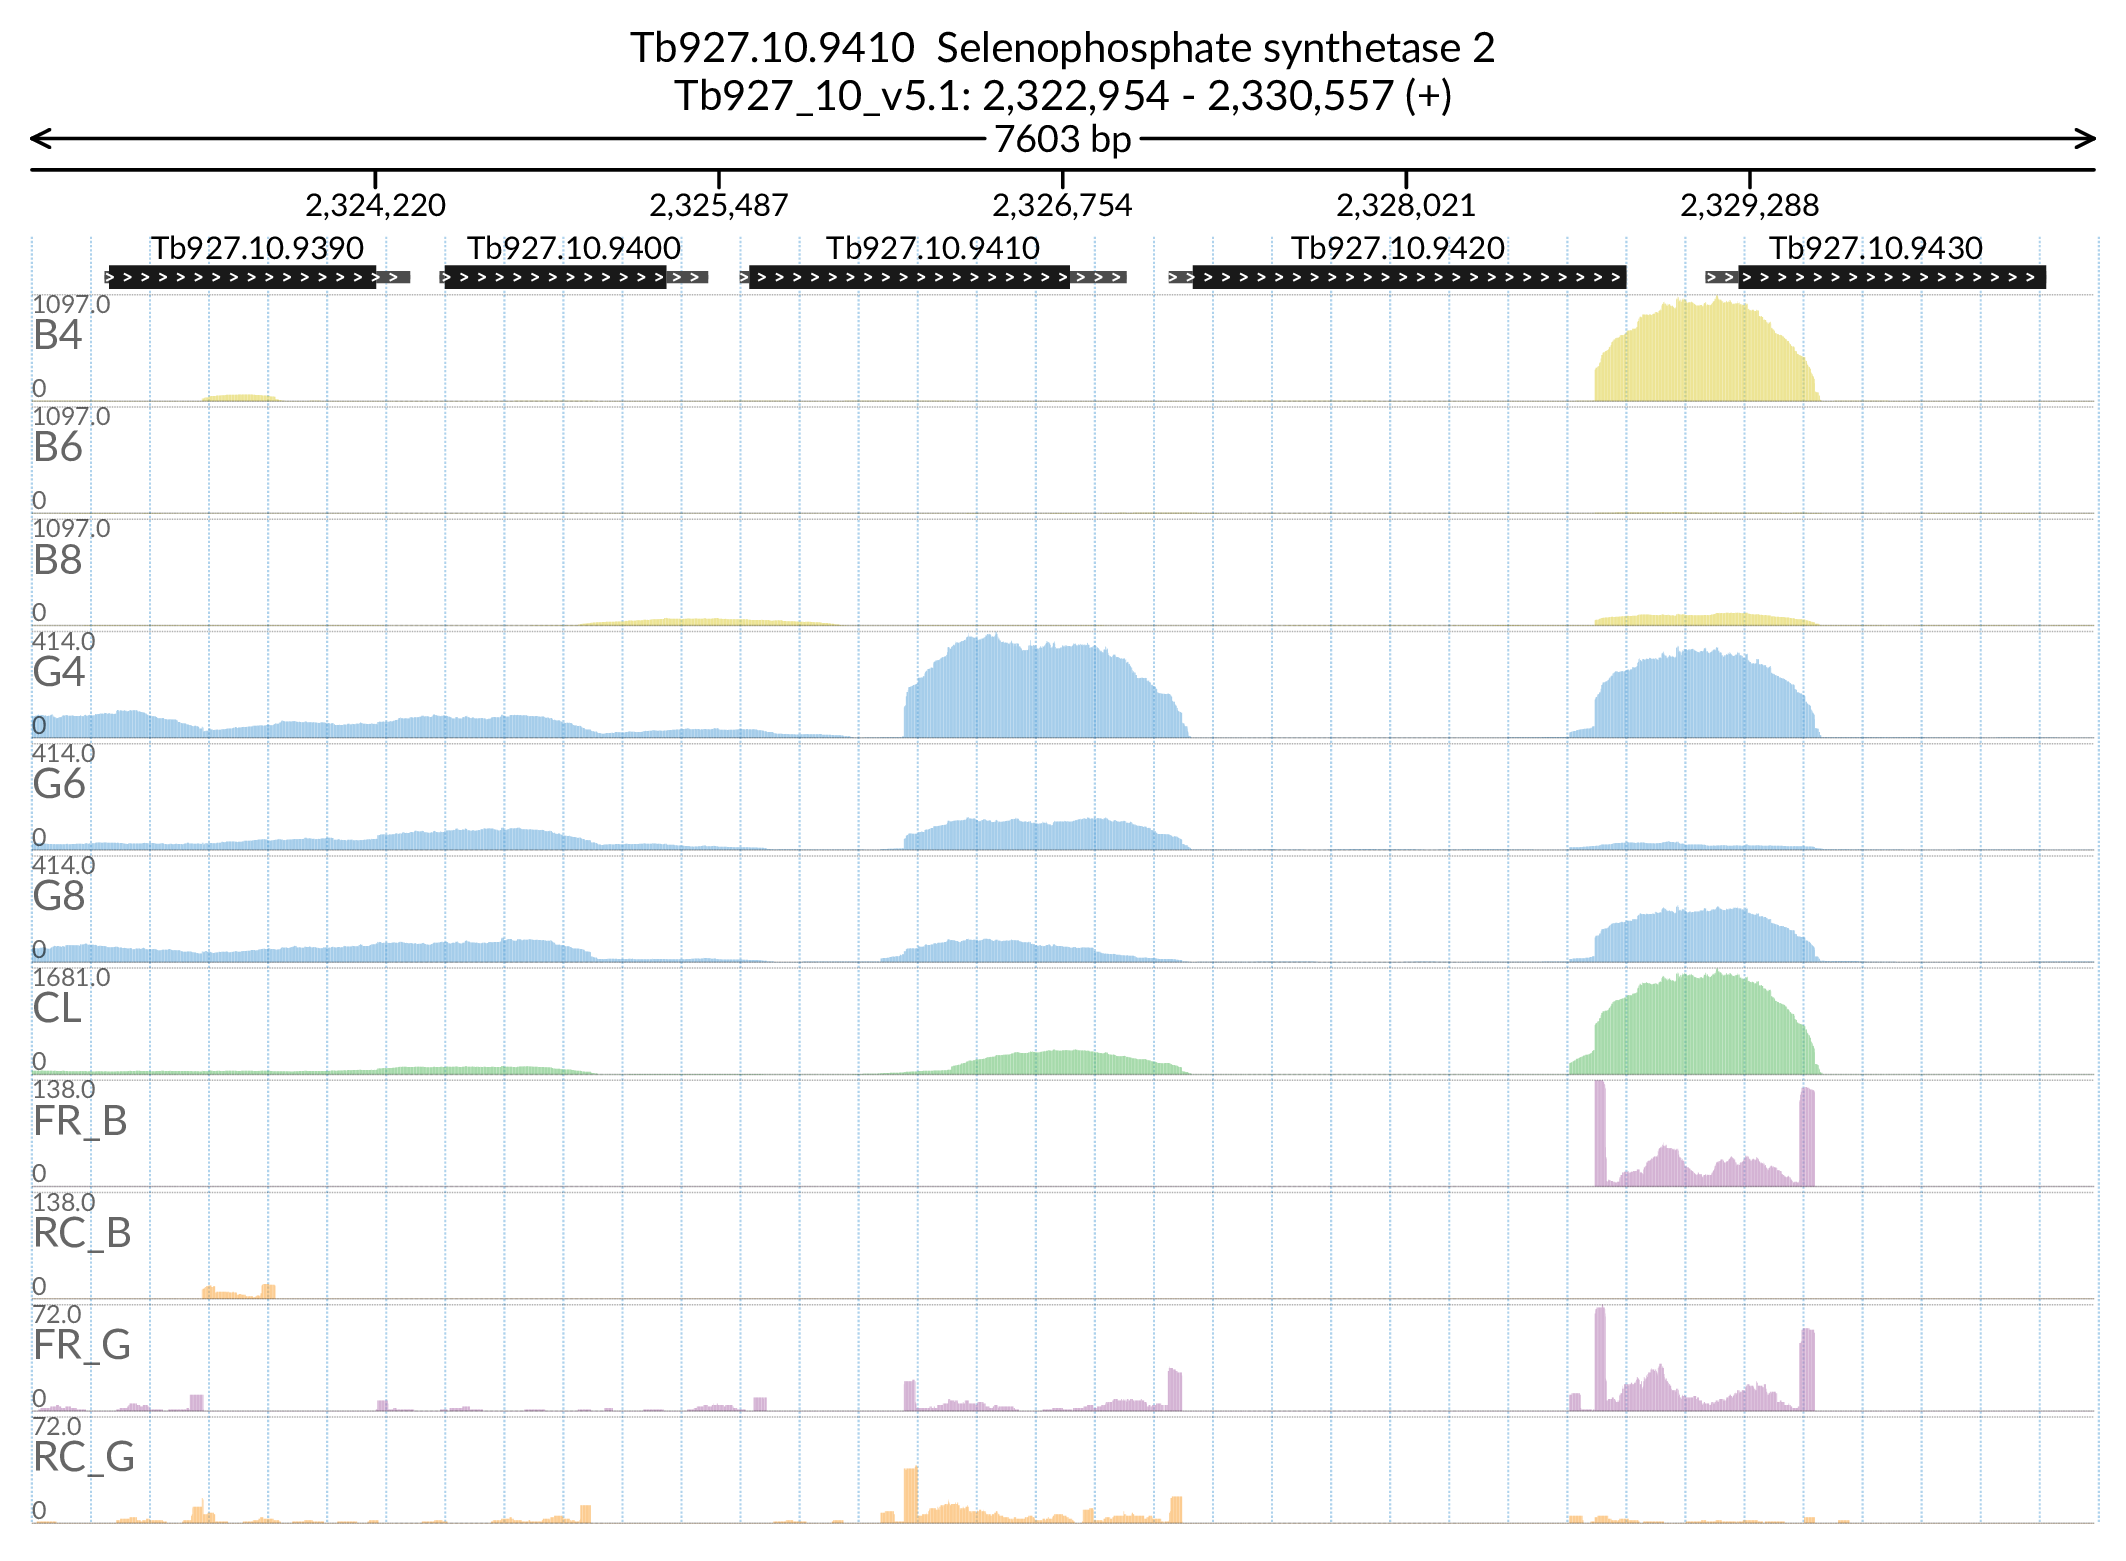 Tb927.10.9410  Selenophosphate synthetase 2
Tb927_10_v5.1: 2,322,954 - 2,330,557 (+)
7603 bp
2,324,220 2,325,487 2,326,754 2,328,021 2,329,288
Tb927.10.9390 Tb927.10.9400 Tb927.10.9410 Tb927.10.9420 Tb927.10.9430
1097.0
B4
0
1097.0
B6
0
1097.0
B8
0
414.0
G4
0
414.0
G6
0
414.0
G8
0
1681.0
CL
0
138.0
FR_B
0
138.0
RC_B
0
72.0
FR_G
0
72.0
RC_G
0